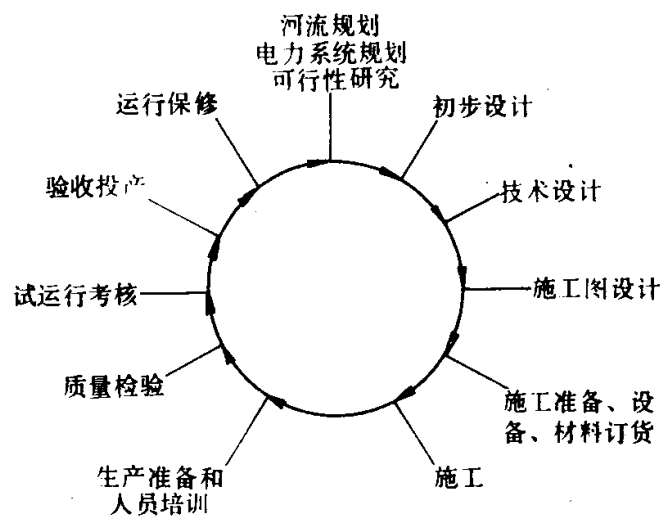 河流规划
电力系统规划
可行性研究
初步设计
技术设计
施工图设计
施工准备、设
备、材料订货
施工
生产准备和
人员培训
质量检验
试运行考核
验收投产
运行保修